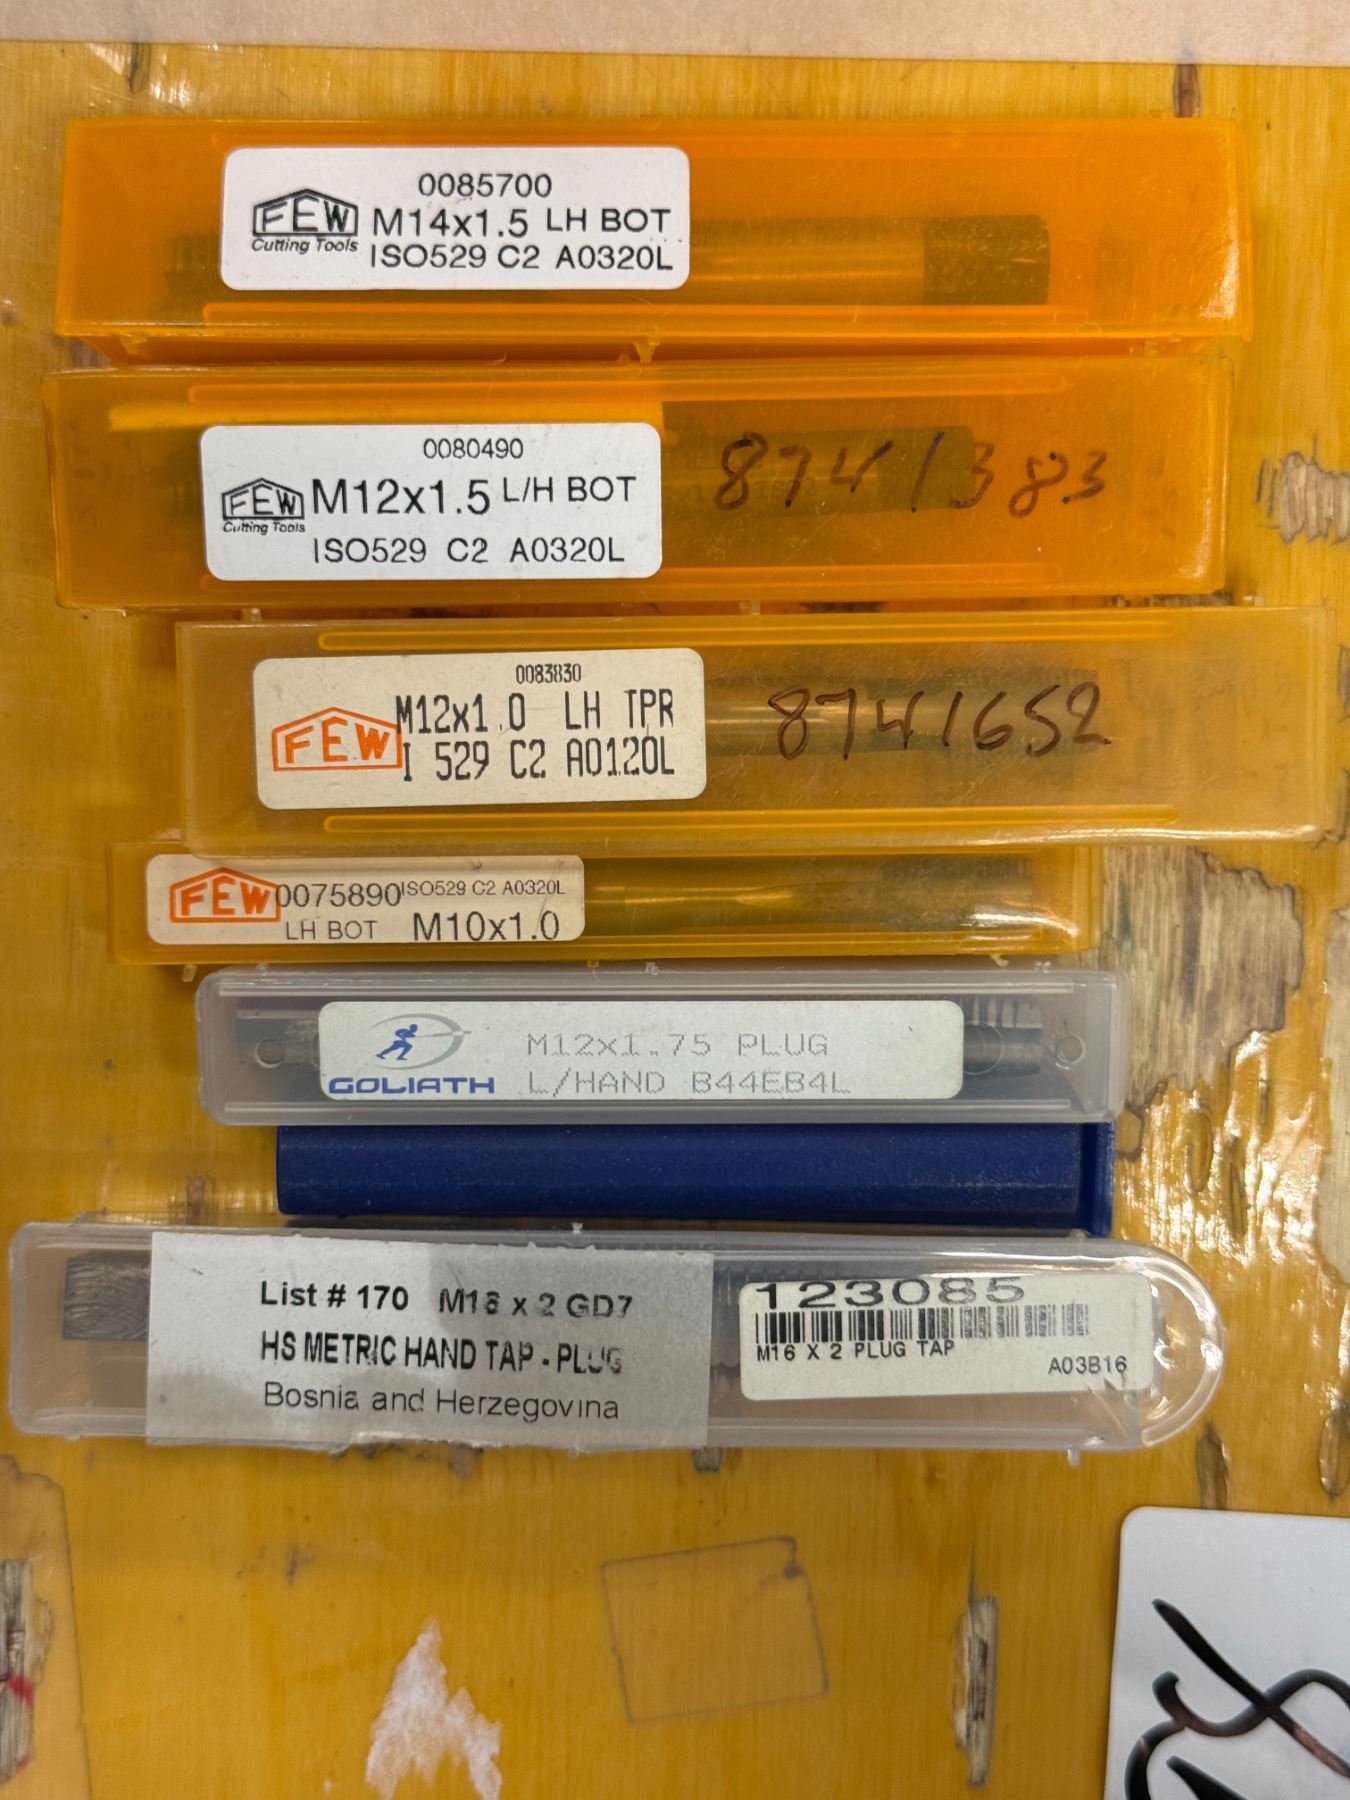 0085700
FEW M14x1.5 LH BOT
Cutting Tools ISO529 C2 A0320L
0080490
FEW M12x1.5 L/H BOT
Cutting Tools
ISO529 C2 A0320L
8741383
0083830
FEW M12x1.0 LH TPR
I 529 C2 A0120L
8741652
FEW 0075890 ISO529 C2 A0320L
LH BOT M10x1.0
M12x1.75 PLUG
GOLIATH L/HAND B44EB4L
List # 170 M16 x 2 GD7
HS METRIC HAND TAP - PLUG
Bosnia and Herzegovina
123085
M16 X 2 PLUG TAP
A03B16